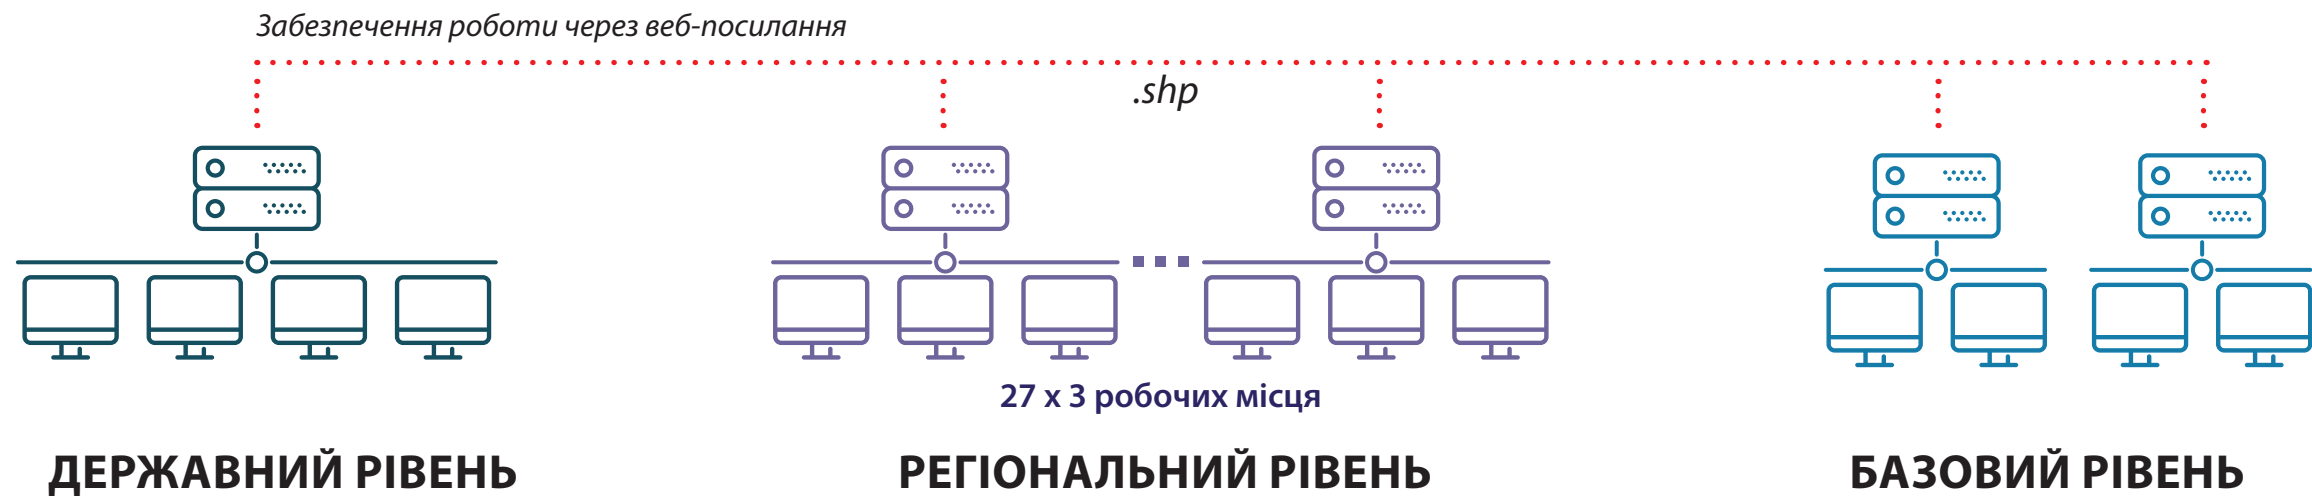 Забезпечення роботи через веб-посилання
.shp
27 х 3 робочих місця
ДЕРЖАВНИЙ РІВЕНЬ
РЕГІОНАЛЬНИЙ РІВЕНЬ
БАЗОВИЙ РІВЕНЬ